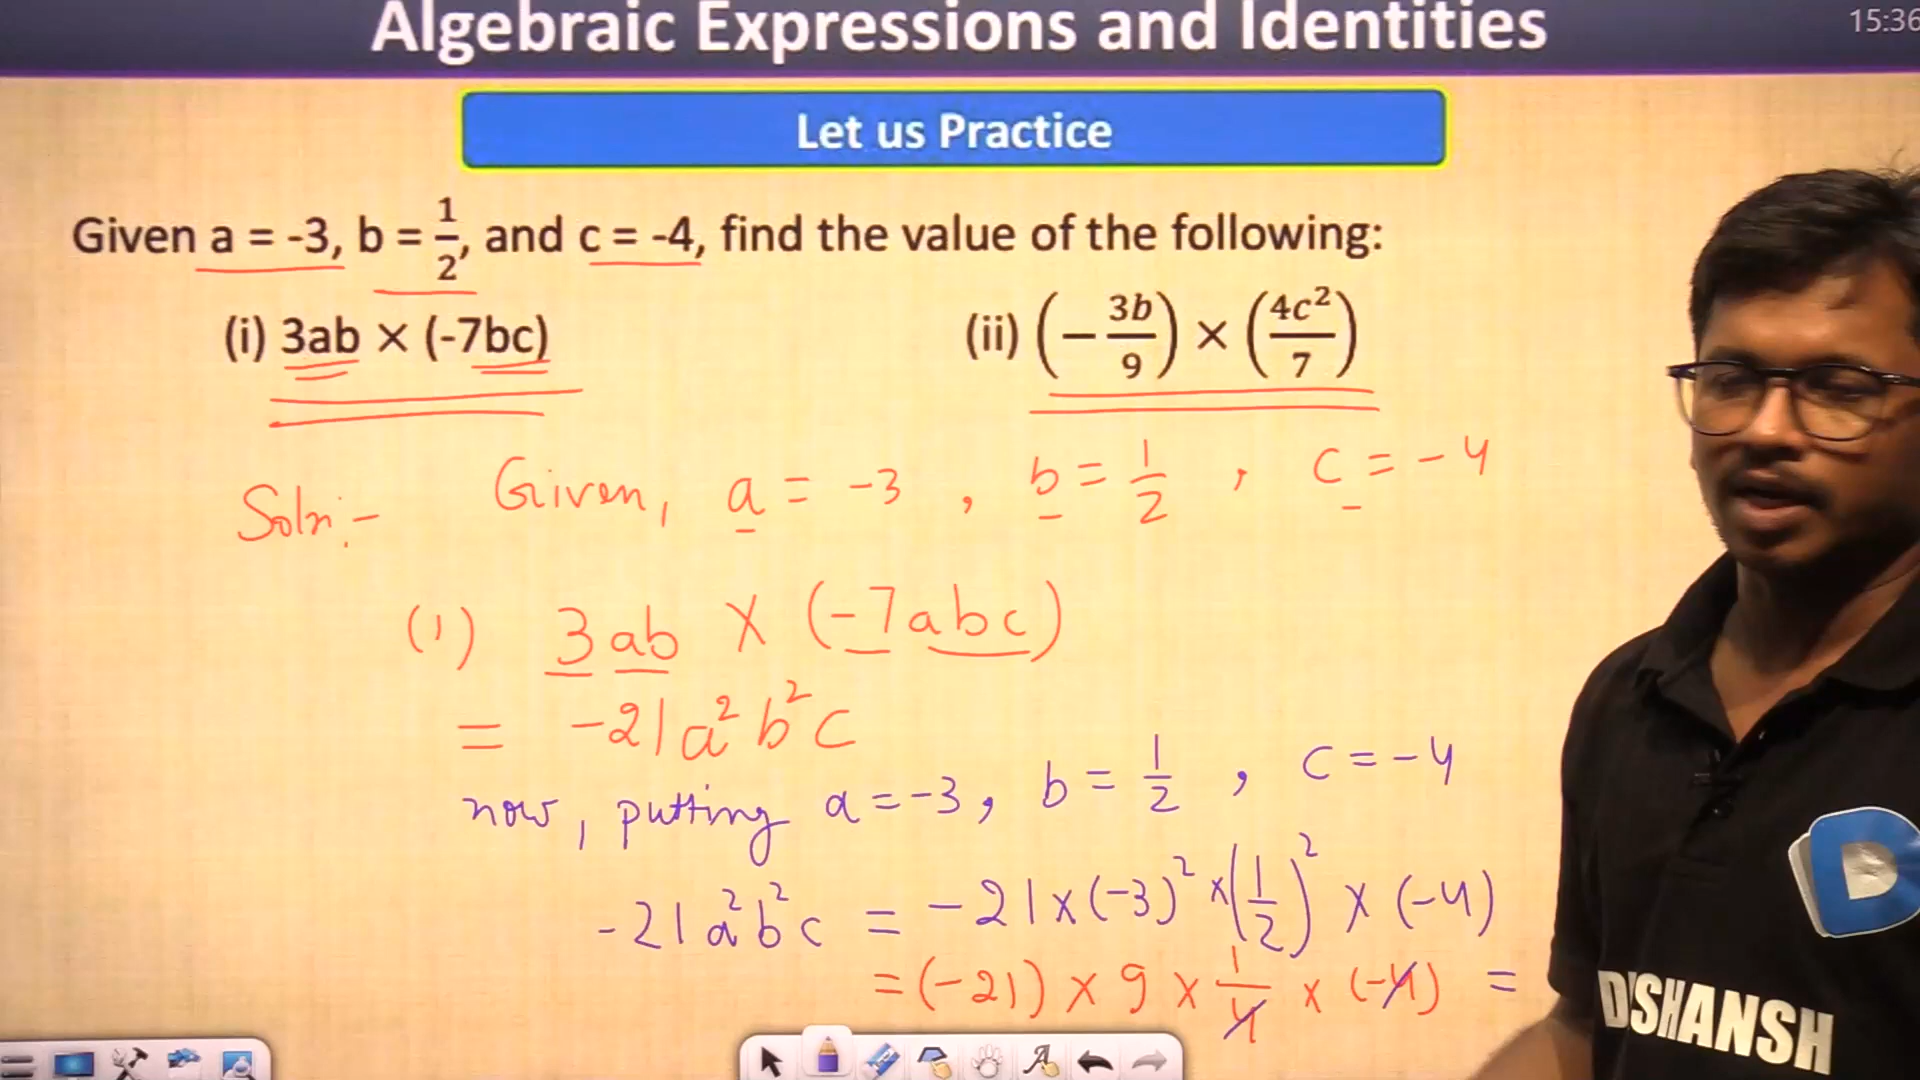 Algebraic Expressions and Identities
15:36
Let us Practice
Given a = -3, b = 1/2, and c = -4, find the value of the following:
(i) 3ab × (-7bc) (ii) (− 3b/9) × (4c²/7)
Soln:- Given, a = -3 , b = 1/2 , c = -4
(1) 3ab × (-7abc)
= -21a²b²c
now, putting a = -3, b = 1/2 , c = -4
-21a²b²c = -21×(-3)²×(1/2)² × (-4)
= (-21) × 9 × 1/4 × (-4) =
D
DISHANSH